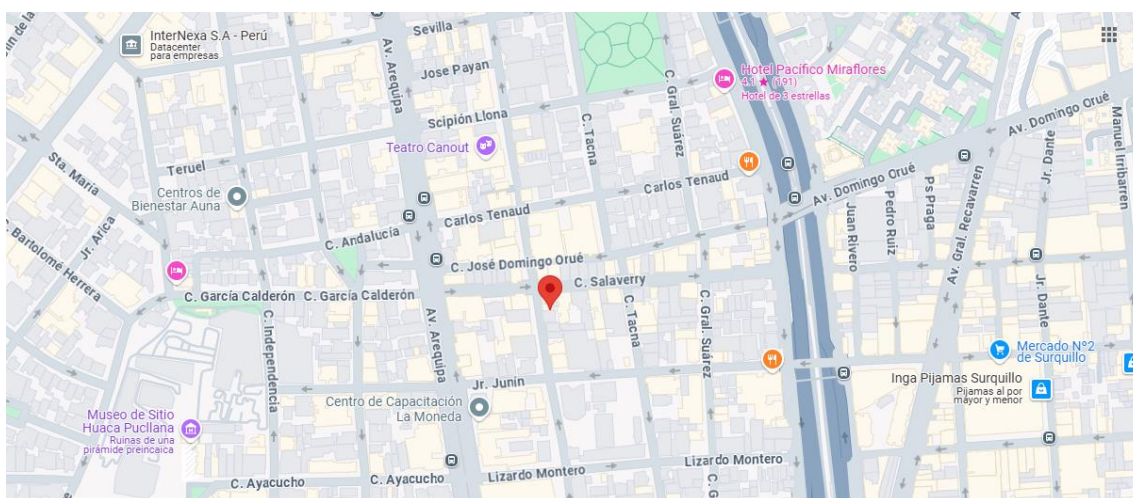 InterNexa S.A - Perú
Datacenter
para empresas
Sevilla
Av. Arequipa
Jose Payan
Hotel Pacífico Miraflores
4.1 ★ (191)
Hotel de 3 estrellas
C. Gral. Suárez
Scipión Llona
C. Tacna
Av. Domingo Orué
Jr. Dante
Manuel Irribarren
Teatro Canout
Teruel
Sta. María
Centros de
Bienestar Auna
Carlos Tenaud
Carlos Tenaud
Av. Domingo Orué
Ps Praga
Pedro Ruiz
Juan Rivero
Av. Gral. Recavarren
Jr. Arica
C. Bartolomé Herrera
C. Andalucía
C. José Domingo Orué
C. Salaverry
C. García Calderón
C. García Calderón
C. Independencia
Av. Arequipa
C. Tacna
C. Gral. Suárez
Jr. Dante
Mercado Nº2
de Surquillo
Jr. Junín
Inga Pijamas Surquillo
Pijamas al por
mayor y menor
Centro de Capacitación
La Moneda
Museo de Sitio
Huaca Pucllana
Ruinas de una
pirámide preincaica
Lizardo Montero
Lizardo Montero
C. Ayacucho